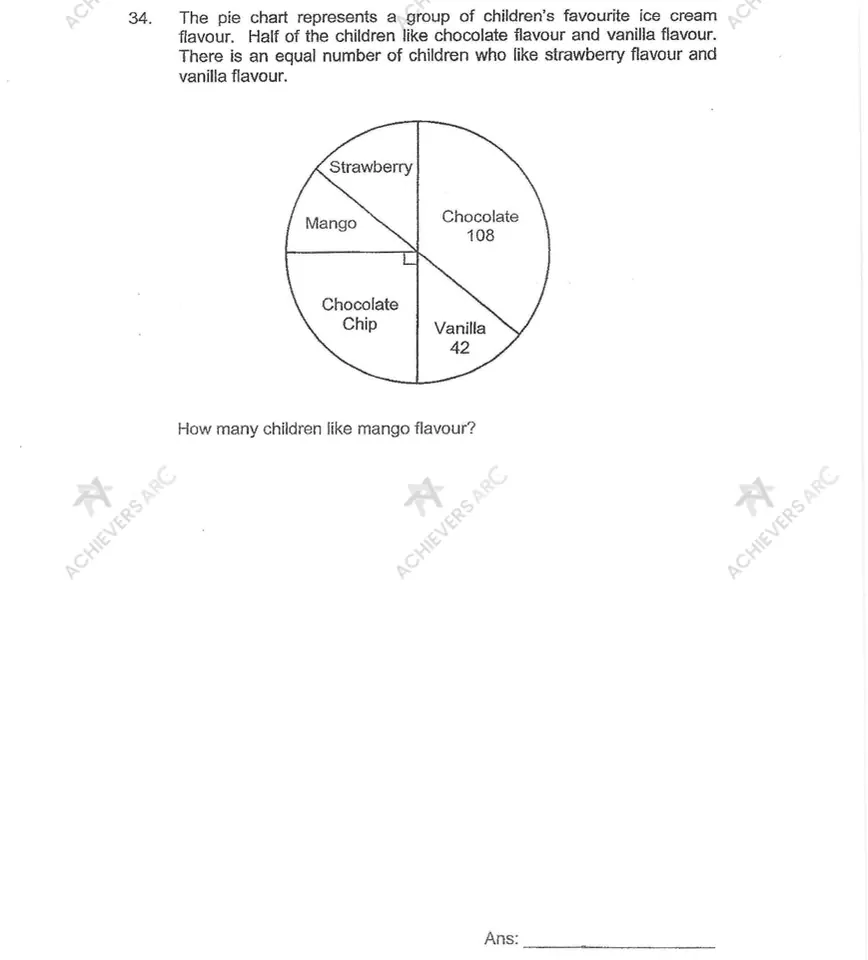 34. The pie chart represents a group of children's favourite ice cream
flavour. Half of the children like chocolate flavour and vanilla flavour.
There is an equal number of children who like strawberry flavour and
vanilla flavour.
Strawberry
Mango
Chocolate
108
Chocolate
Chip
Vanilla
42
How many children like mango flavour?
ACHIEVERS ARC
ACHIEVERS ARC
ACHIEVERS ARC
Ans: